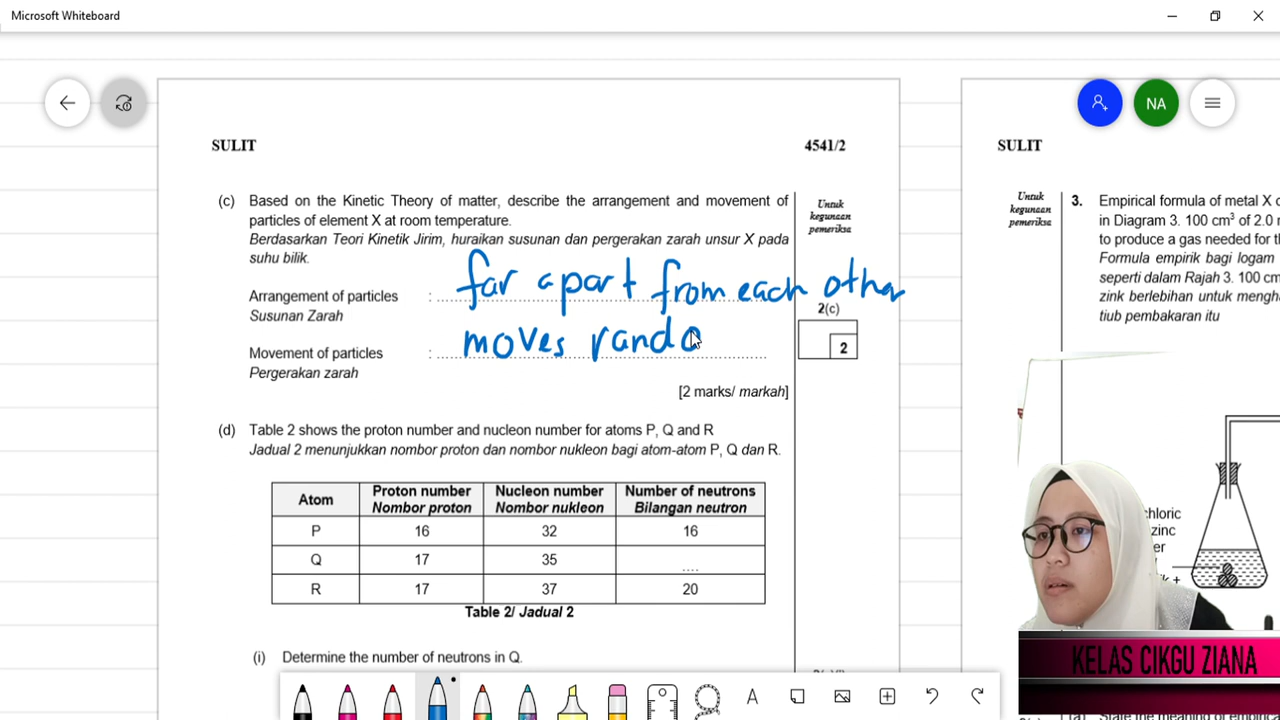 Microsoft Whiteboard
NA
SULIT
4541/2
(c) Based on the Kinetic Theory of matter, describe the arrangement and movement of
particles of element X at room temperature.
Berdasarkan Teori Kinetik Jirim, huraikan susunan dan pergerakan zarah unsur X pada
suhu bilik.
Untuk
kegunaan
pemeriksa
Arrangement of particles : far apart from each other
Susunan Zarah
2(c)
2
Movement of particles : moves rando
Pergerakan zarah
[2 marks/ markah]
(d) Table 2 shows the proton number and nucleon number for atoms P, Q and R
Jadual 2 menunjukkan nombor proton dan nombor nukleon bagi atom-atom P, Q dan R.
Atom Proton number Nucleon number Number of neutrons
Nombor proton Nombor nukleon Bilangan neutron
P 16 32 16
Q 17 35 ....
R 17 37 20
Table 2/ Jadual 2
(i) Determine the number of neutrons in Q.
SULIT
Untuk
kegunaan
pemeriksa
3. Empirical formula of metal X
in Diagram 3. 100 cm³ of 2.0
to produce a gas needed for
Formula empirik bagi logam
seperti dalam Rajah 3. 100
zink berlebihan untuk
tiub pembakaran itu
zinc
KELAS CIKGU ZIANA